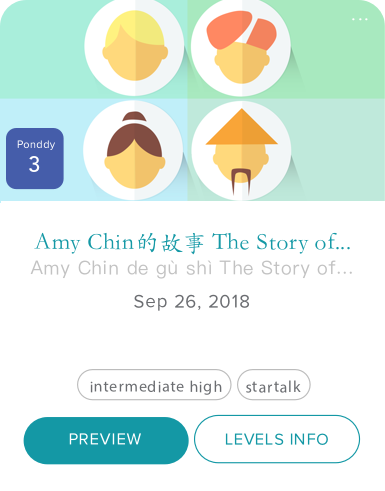 Ponddy
3
Amy Chin的故事 The Story of...
Amy Chin de gù shì The Story of...
Sep 26, 2018
intermediate high startalk
PREVIEW LEVELS INFO